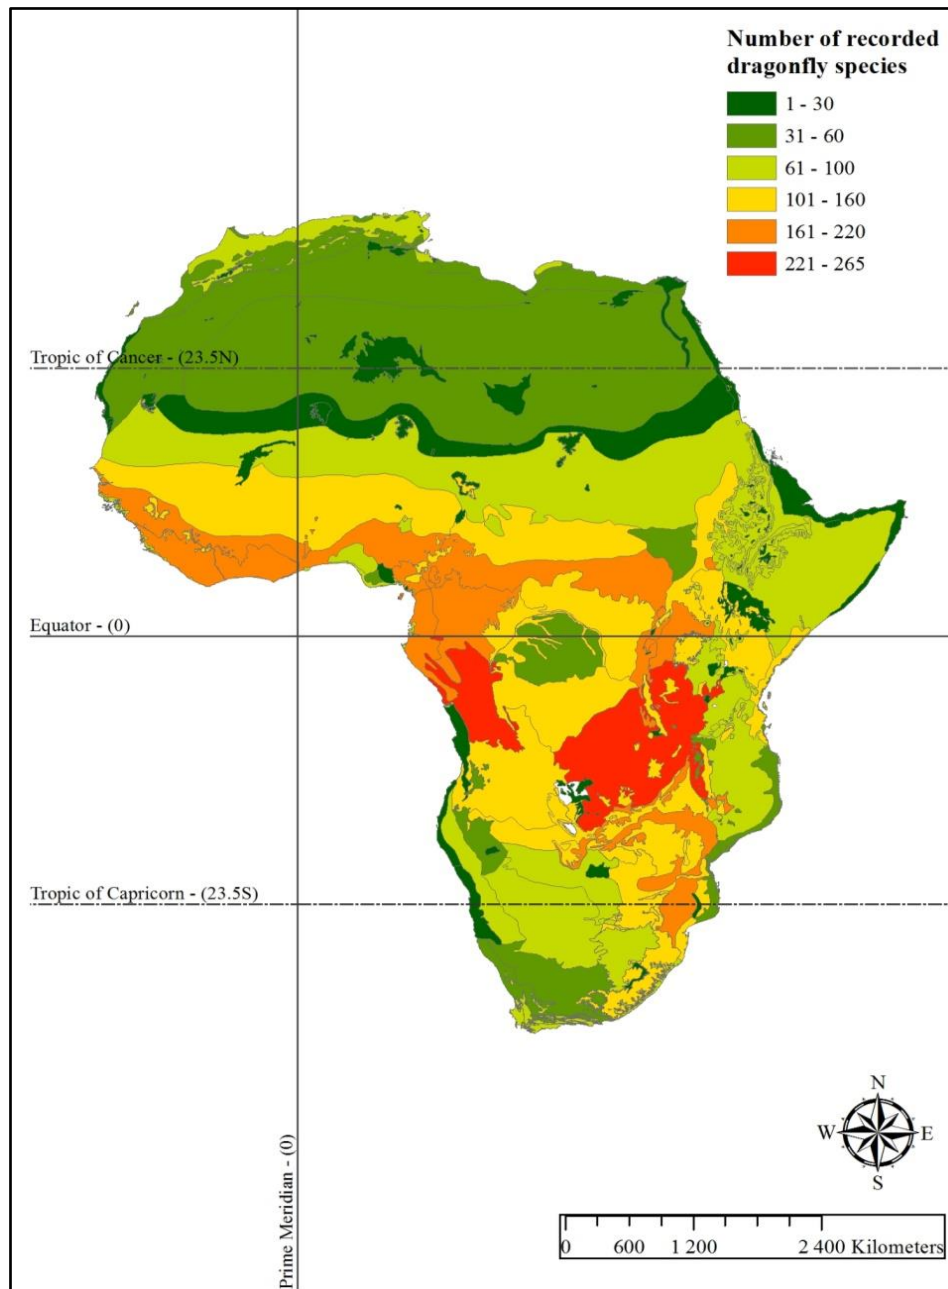 Number of recorded
dragonfly species
1 - 30
31 - 60
61 - 100
101 - 160
161 - 220
221 - 265
Tropic of Cancer - (23.5N)
Equator - (0)
Tropic of Capricorn - (23.5S)
Prime Meridian - (0)
N
W E
S
0 600 1 200 2 400 Kilometers